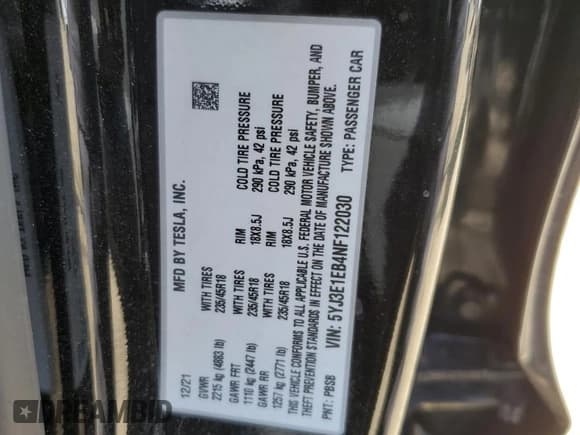 MFD BY TESLA, INC.
12/21
GVWR
2215 kg (4883 lb)
WITH TIRES
235/45R18
RIM
18X8.5J
COLD TIRE PRESSURE
290 kPa, 42 psi
GAWR FRT
1110 kg (2447 lb)
WITH TIRES
235/45R18
RIM
18X8.5J
COLD TIRE PRESSURE
290 kPa, 42 psi
GAWR RR
1257 kg (2771 lb)
THIS VEHICLE CONFORMS TO ALL APPLICABLE U.S. FEDERAL MOTOR VEHICLE SAFETY, BUMPER, AND
THEFT PREVENTION STANDARDS IN EFFECT ON THE DATE OF MANUFACTURE SHOWN ABOVE.
VIN: 5YJ3E1EB4NF122030
PNT: PBSB
TYPE: PASSENGER CAR
DREAMBID